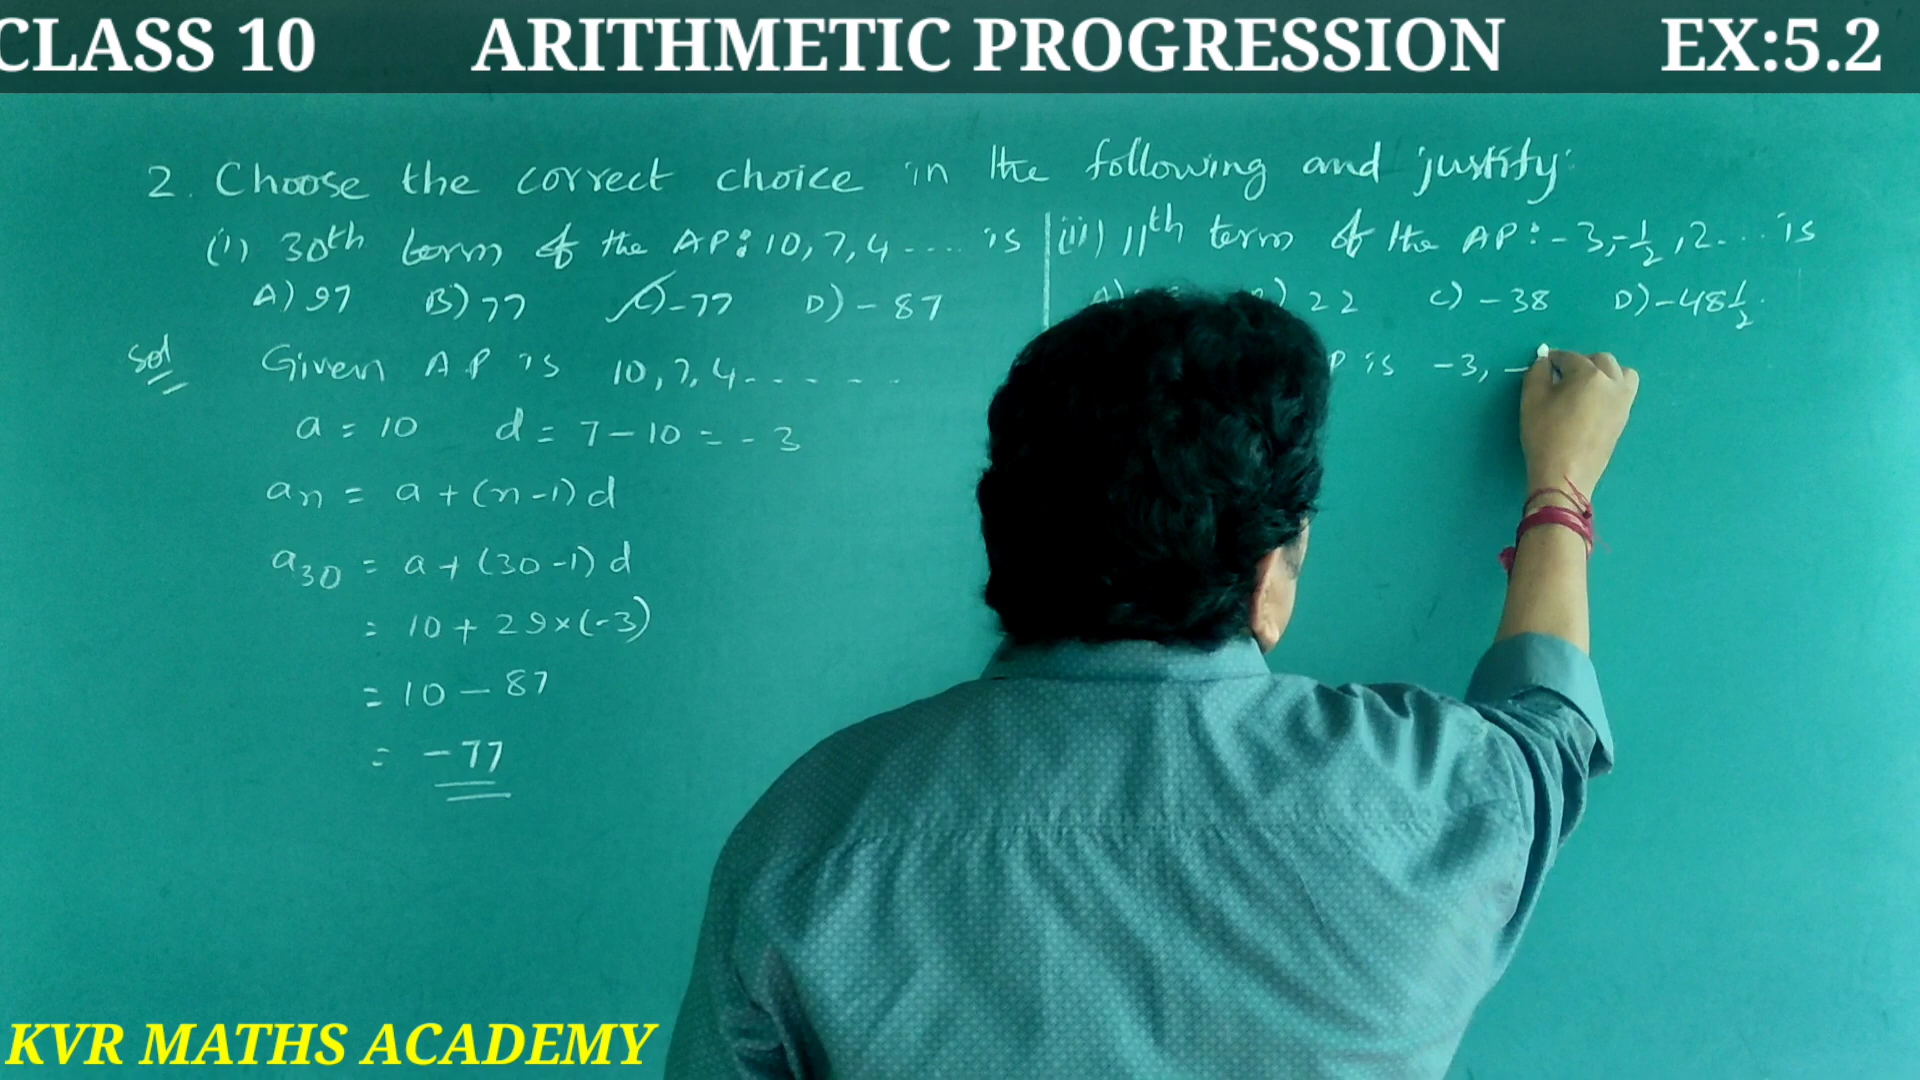 CLASS 10 ARITHMETIC PROGRESSION EX:5.2
2. Choose the correct choice in the following and justify:
(i) 30th term of the AP: 10, 7, 4 .... is
A) 97 B) 77 C) -77 D) -87
Sol Given AP is 10, 7, 4 - - - - -
a = 10 d = 7 - 10 = - 3
an = a + (n-1) d
a30 = a + (30-1) d
= 10 + 29 x (-3)
= 10 - 87
= -77
(ii) 11th term of the AP: -3, -1/2, 2... is
22 C) -38 D) -48 1/2.
is -3, -
KVR MATHS ACADEMY